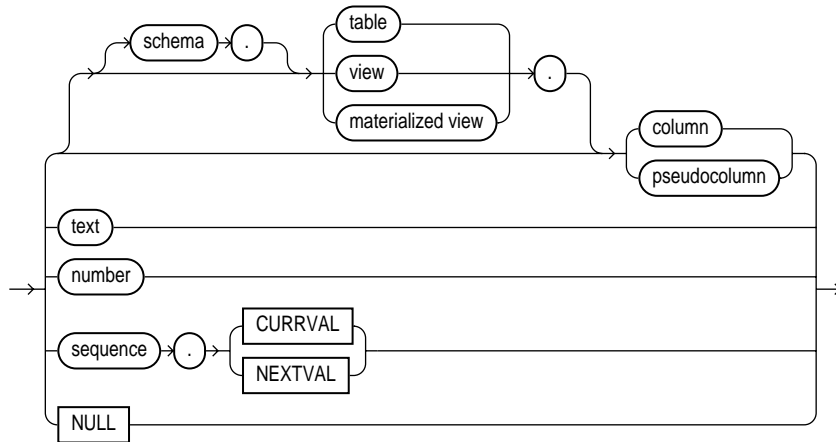 table
schema .
view .
materialized view
column
pseudocolumn
text
number
CURRVAL
sequence .
NEXTVAL
NULL